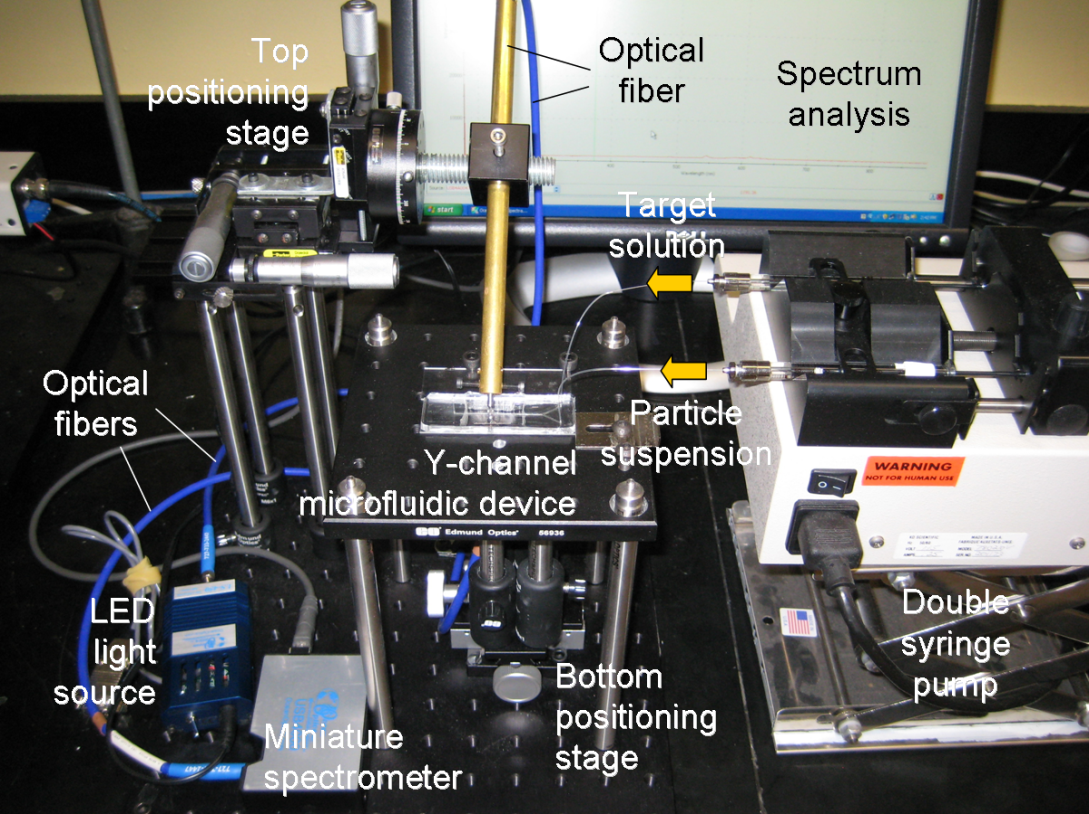 Top
positioning
stage
Optical
fiber
Spectrum
analysis
start
Target
solution
Optical
fibers
Particle
suspension
Y-channel
microfluidic device
WARNING
NOT FOR HUMAN USE
Edmund Optics 56936
LED
light
source
Double
syringe
pump
Bottom
positioning
stage
Miniature
spectrometer